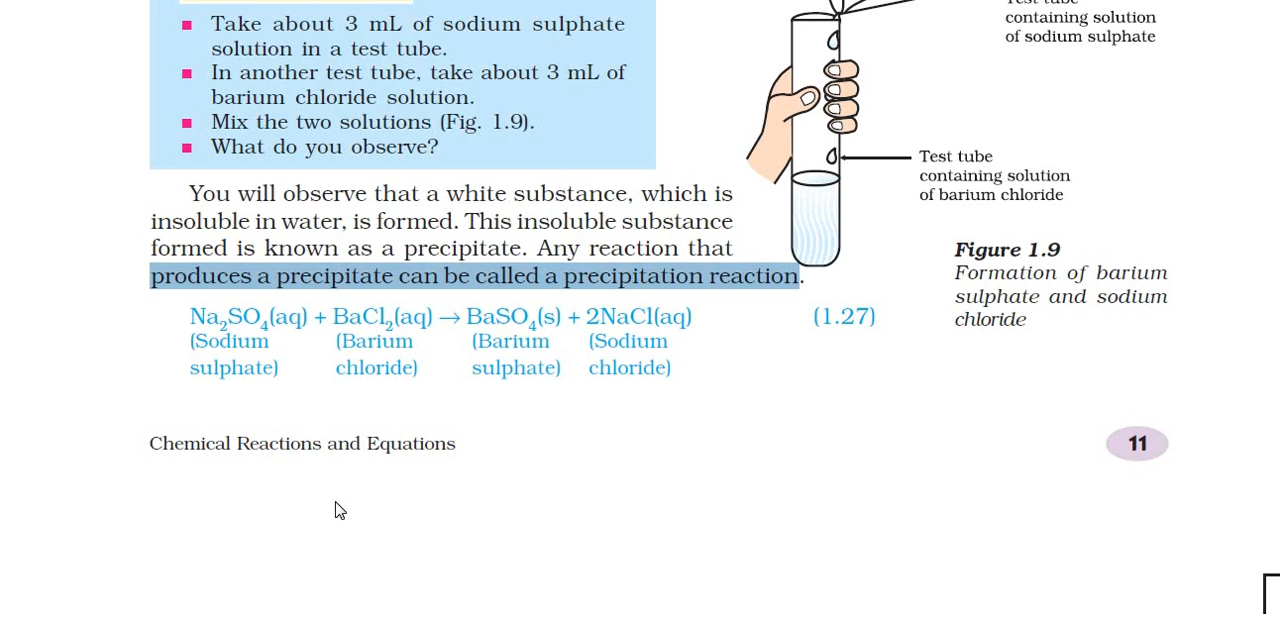 Take about 3 mL of sodium sulphate
solution in a test tube.
In another test tube, take about 3 mL of
barium chloride solution.
Mix the two solutions (Fig. 1.9).
What do you observe?
containing solution
of sodium sulphate
Test tube
containing solution
of barium chloride
You will observe that a white substance, which is
insoluble in water, is formed. This insoluble substance
formed is known as a precipitate. Any reaction that
produces a precipitate can be called a precipitation reaction.
Figure 1.9
Formation of barium
sulphate and sodium
chloride
Na₂SO₄(aq) + BaCl₂(aq) → BaSO₄(s) + 2NaCl(aq) (1.27)
(Sodium (Barium (Barium (Sodium
sulphate) chloride) sulphate) chloride)
Chemical Reactions and Equations 11